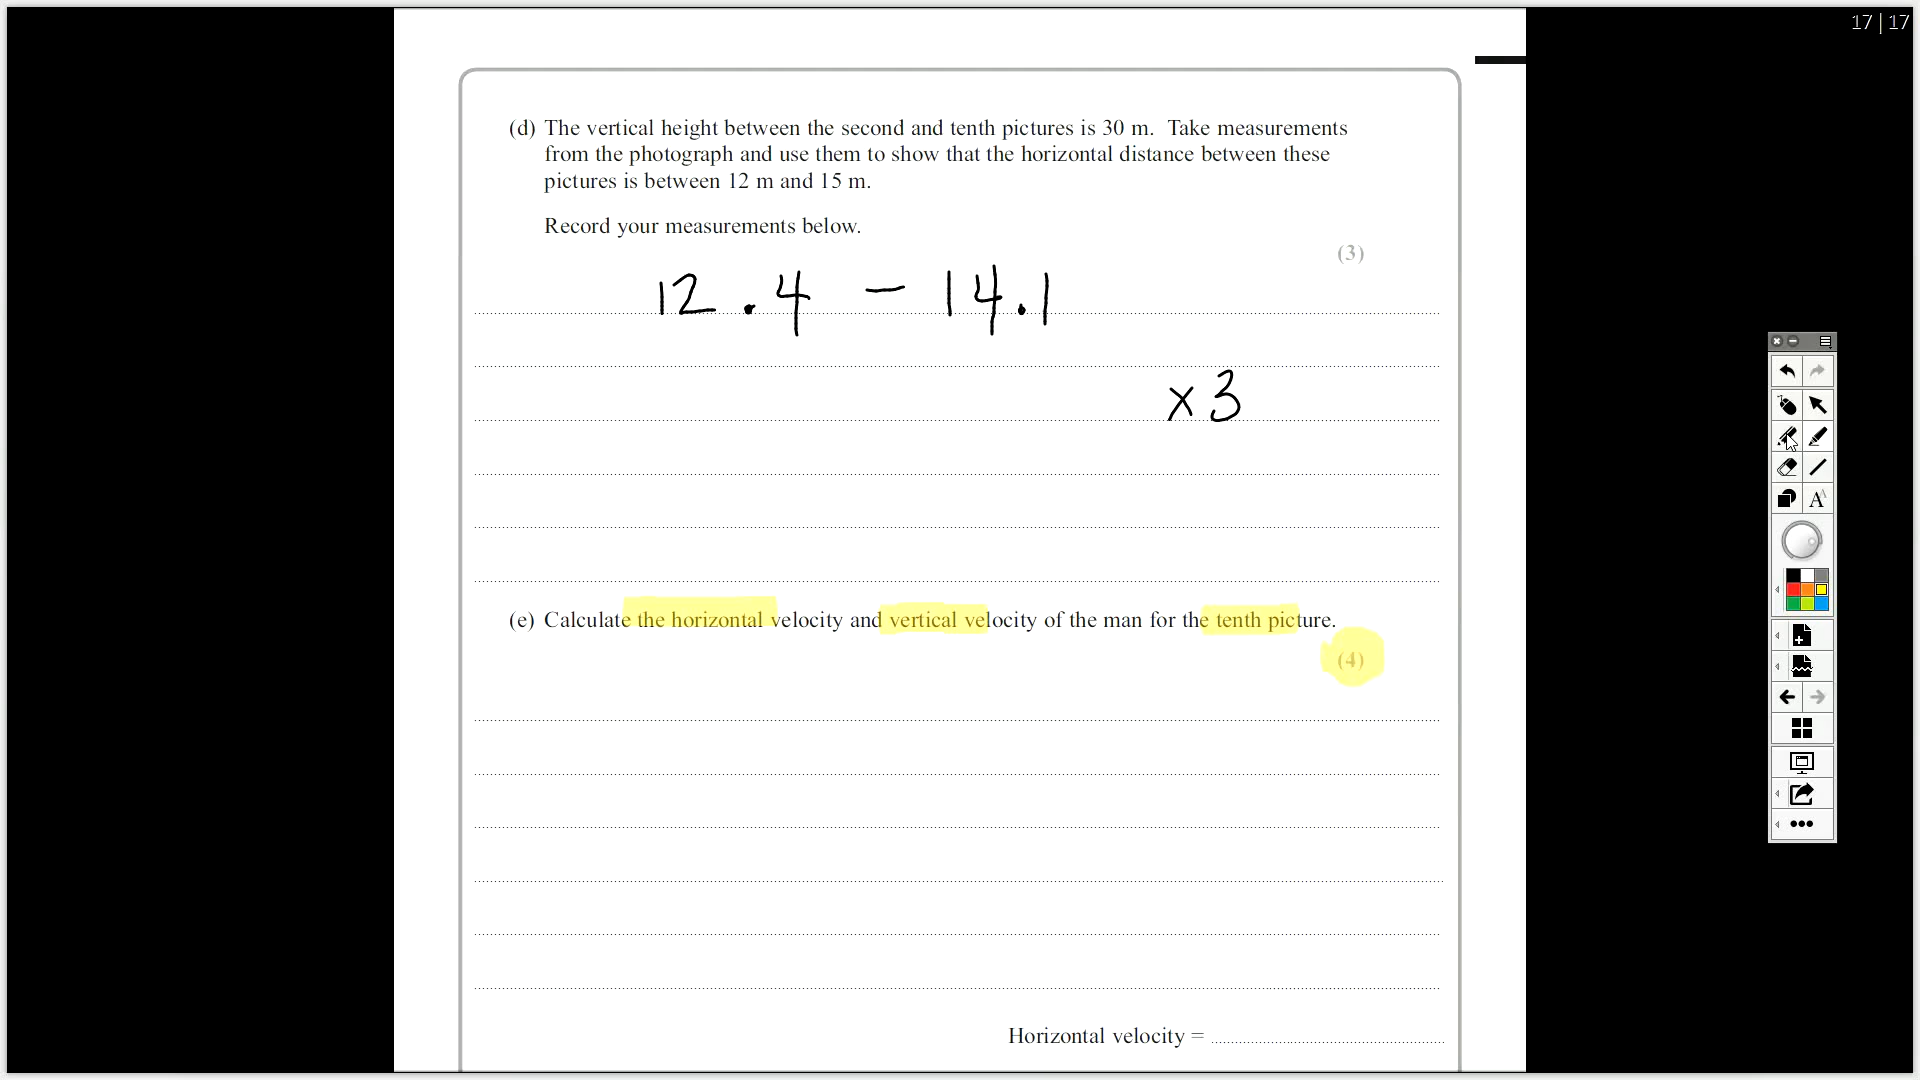 17 | 17
(d) The vertical height between the second and tenth pictures is 30 m. Take measurements
from the photograph and use them to show that the horizontal distance between these
pictures is between 12 m and 15 m.
Record your measurements below.
(3)
12.4 - 14.1
x3
(e) Calculate the horizontal velocity and vertical velocity of the man for the tenth picture.
(4)
Horizontal velocity =